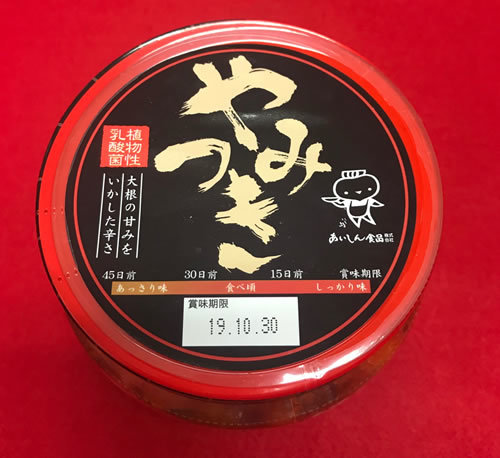 やみ
つきー
植物性
乳酸菌
大根の甘みを
いかした辛さ
あいしん食品株式会社
45日前 30日前 15日前 賞味期限
あっさり味 食べ頃 しっかり味
賞味期限
19.10.30